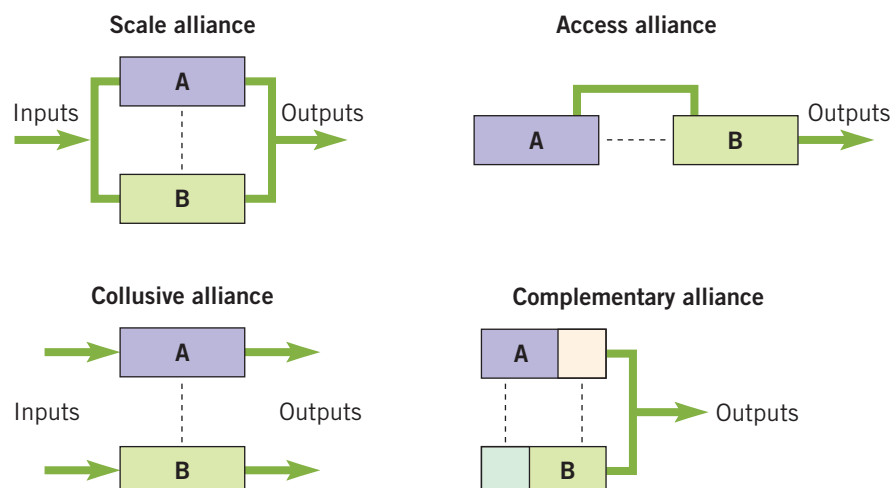 Scale alliance
A
Inputs
Outputs
B
Access alliance
Outputs
A
B
Collusive alliance
A
Inputs
Outputs
B
Complementary alliance
A
Outputs
B